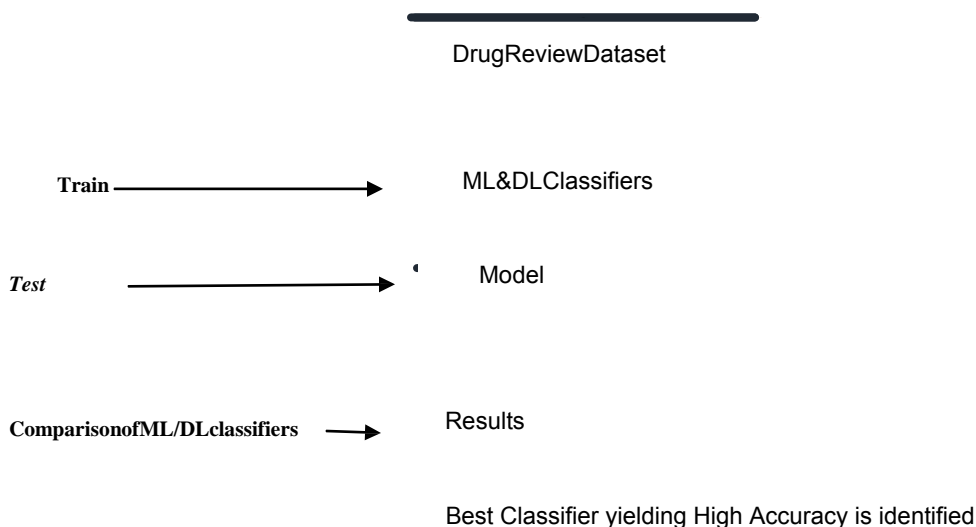 DrugReviewDataset
Train ML&DLClassifiers
Test Model
ComparisonofML/DLclassifiers Results
Best Classifier yielding High Accuracy is identified